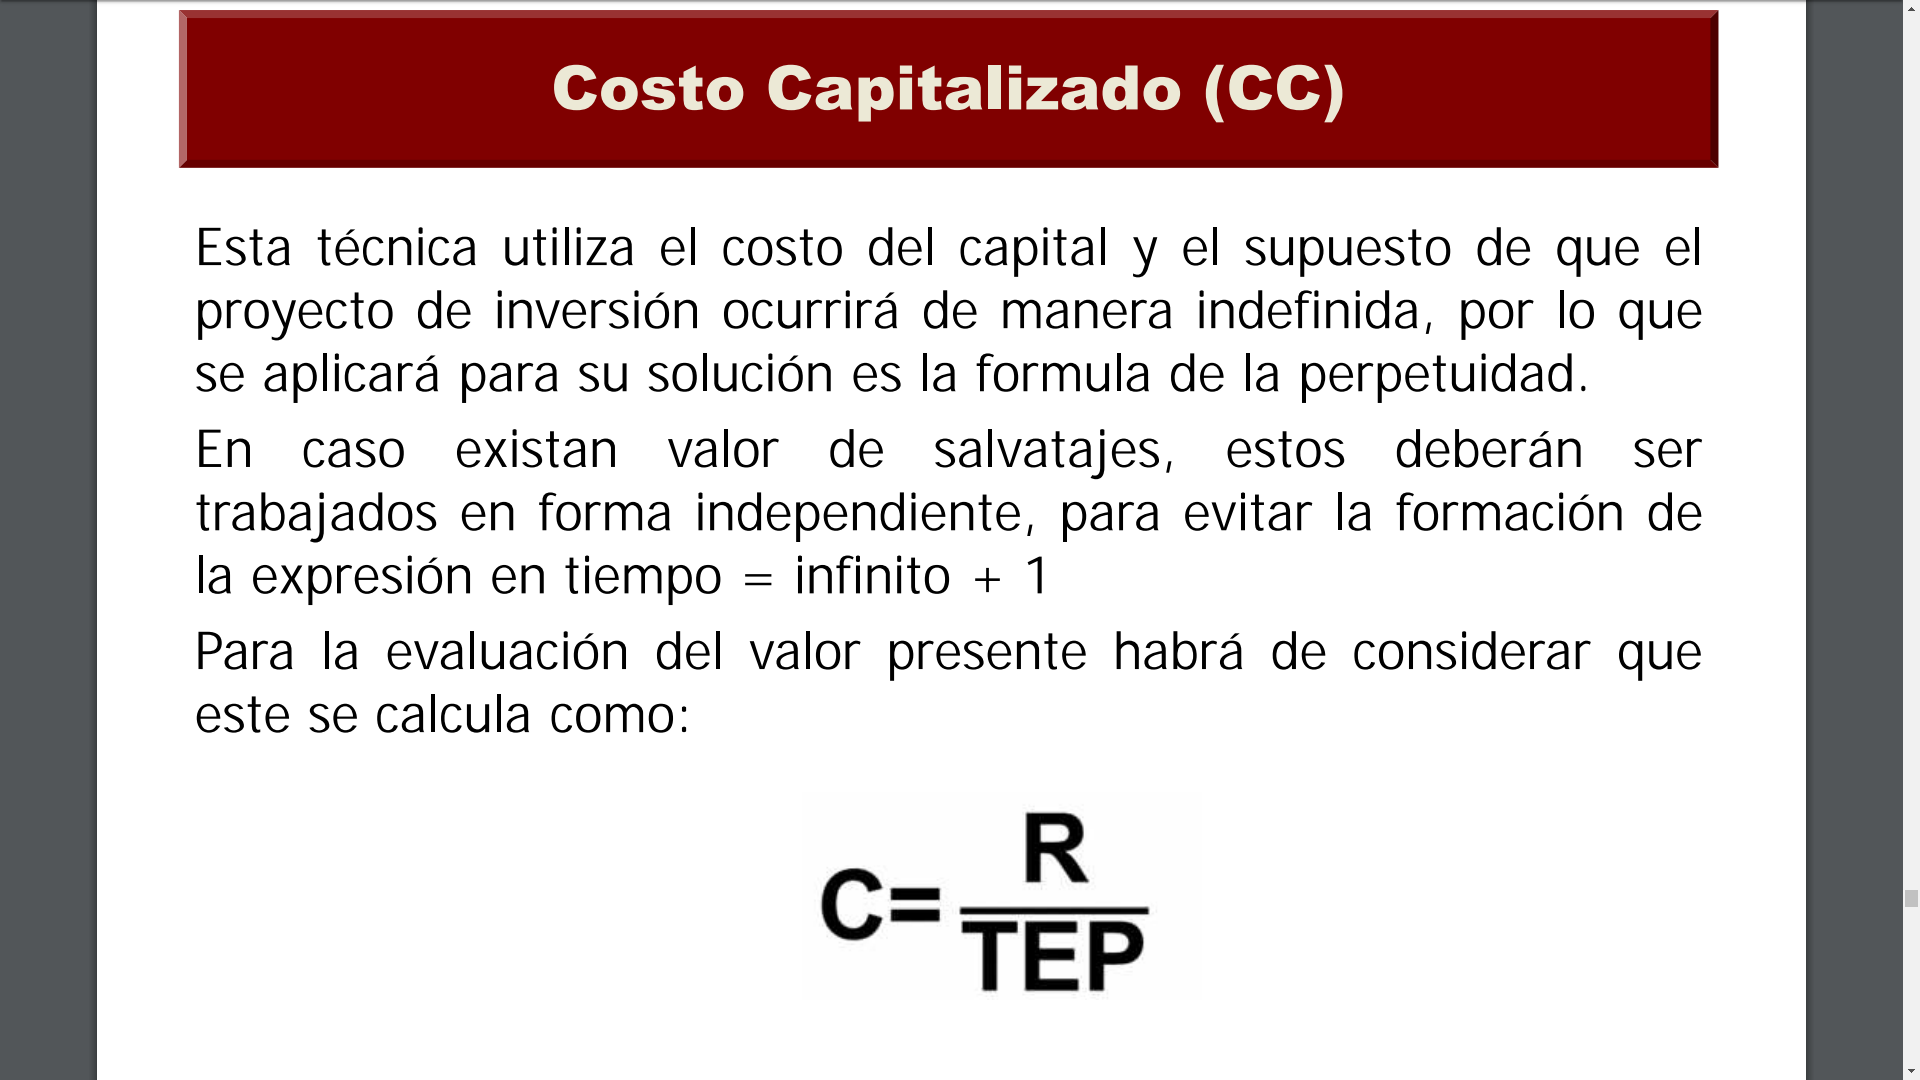 Costo Capitalizado (CC)
Esta técnica utiliza el costo del capital y el supuesto de que el
proyecto de inversión ocurrirá de manera indefinida, por lo que
se aplicará para su solución es la formula de la perpetuidad.
En caso existan valor de salvatajes, estos deberán ser
trabajados en forma independiente, para evitar la formación de
la expresión en tiempo = infinito + 1
Para la evaluación del valor presente habrá de considerar que
este se calcula como:
R
C=
TEP